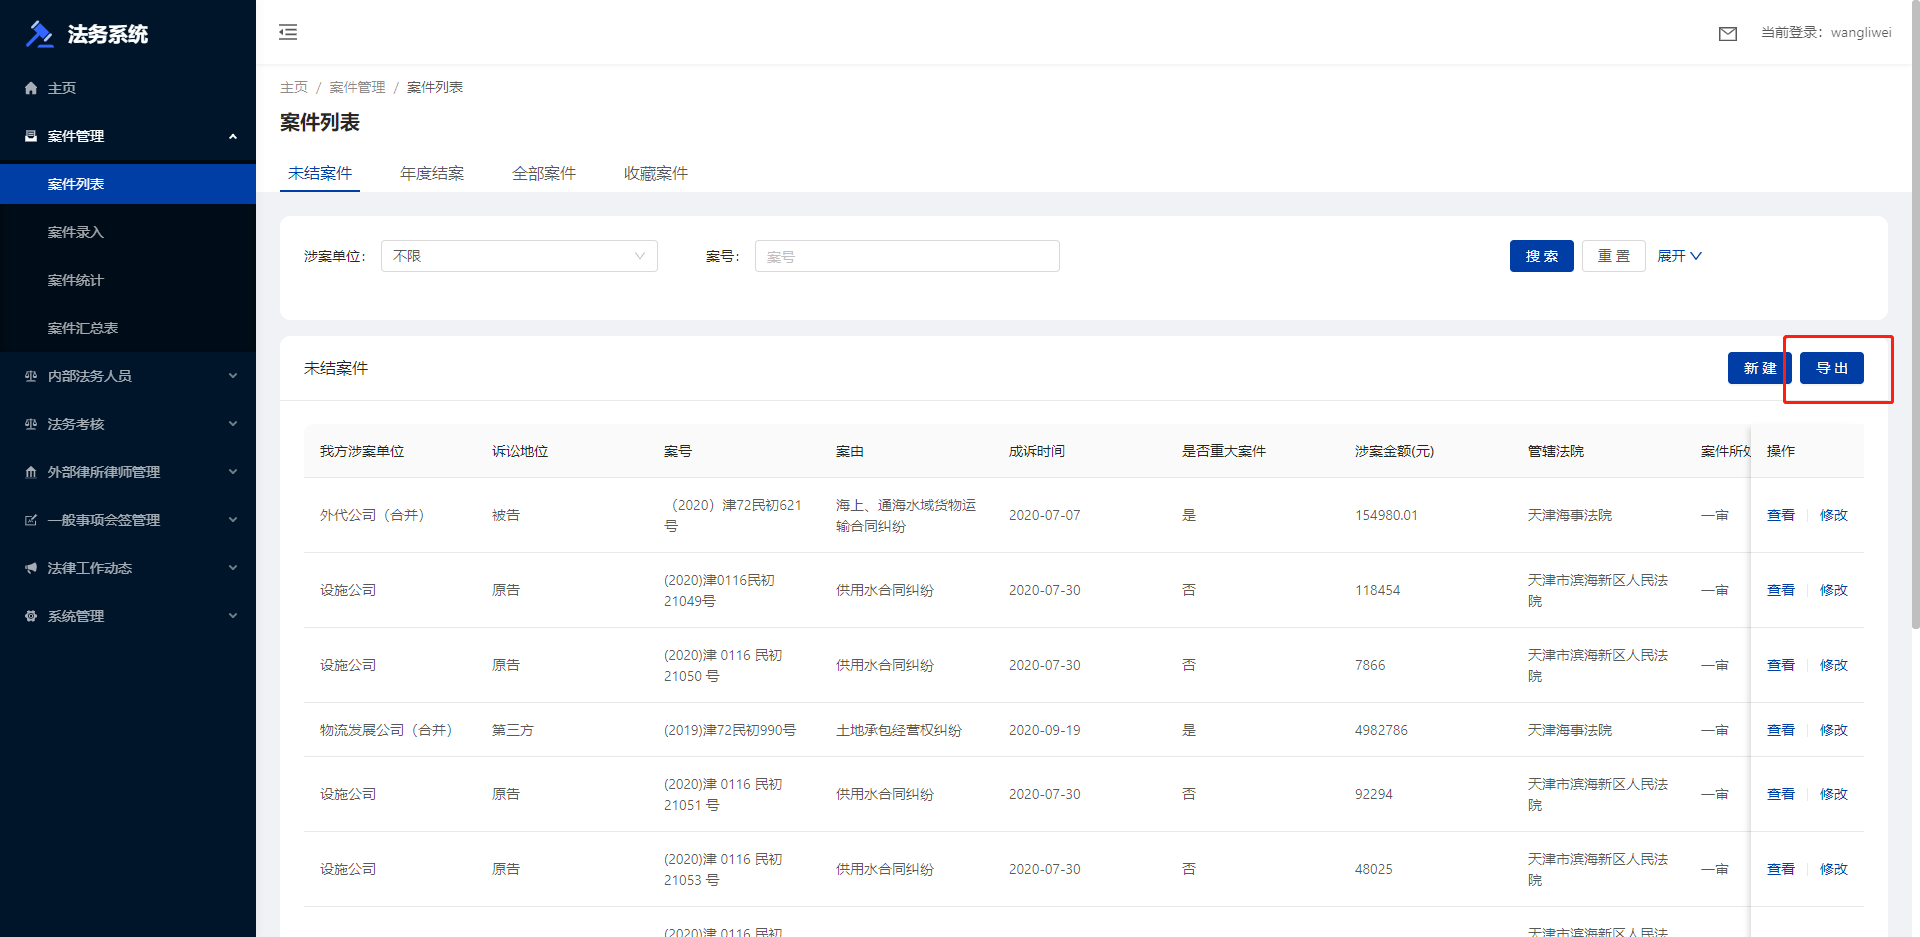 法务系统
当前登录：wangliwei
主页
案件管理
案件列表
案件录入
案件统计
案件汇总表
内部法务人员
法务考核
外部律所律师管理
一般事项会签管理
法律工作动态
系统管理
主页 / 案件管理 / 案件列表
案件列表
未结案件 年度结案 全部案件 收藏案件
涉案单位： 不限 案号： 案号 搜 索 重 置 展开
未结案件 新 建 导 出
我方涉案单位 诉讼地位 案号 案由 成诉时间 是否重大案件 涉案金额(元) 管辖法院 案件所处 操作
外代公司（合并） 被告 （2020）津72民初621 海上、通海水域货物运 2020-07-07 是 154980.01 天津海事法院 一审 查看 修改
号 输合同纠纷
设施公司 原告 (2020)津0116民初 供用水合同纠纷 2020-07-30 否 118454 天津市滨海新区人民法 一审 查看 修改
21049号 院
设施公司 原告 (2020)津 0116 民初 供用水合同纠纷 2020-07-30 否 7866 天津市滨海新区人民法 一审 查看 修改
21050 号 院
物流发展公司（合并） 第三方 (2019)津72民初990号 土地承包经营权纠纷 2020-09-19 是 4982786 天津海事法院 一审 查看 修改
设施公司 原告 (2020)津 0116 民初 供用水合同纠纷 2020-07-30 否 92294 天津市滨海新区人民法 一审 查看 修改
21051 号 院
设施公司 原告 (2020)津 0116 民初 供用水合同纠纷 2020-07-30 否 48025 天津市滨海新区人民法 一审 查看 修改
21053 号 院
(2020)津 0116 民初 天津市滨海新区人民法